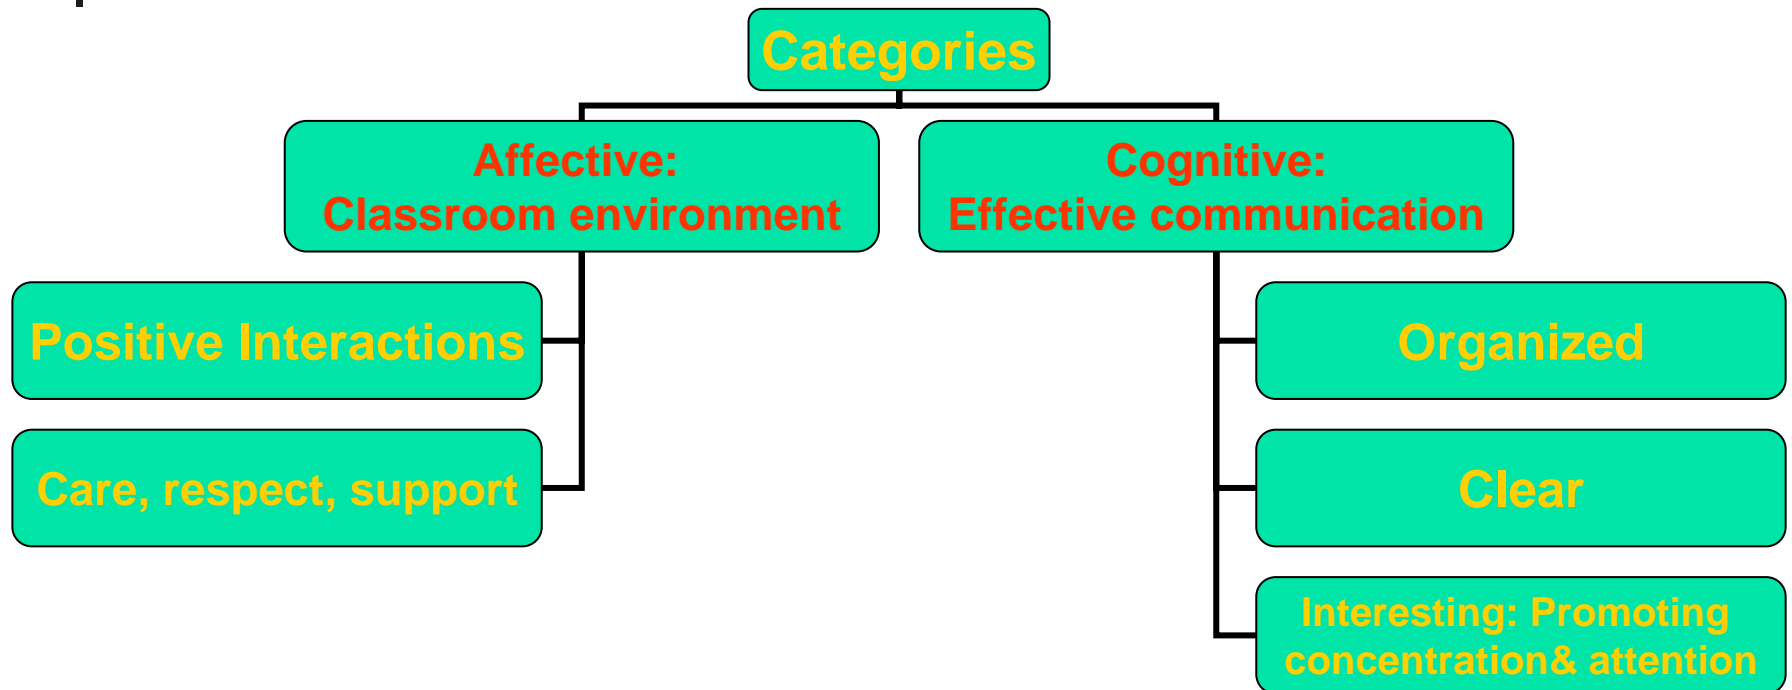 Categories
Affective:
Classroom environment
Cognitive:
Effective communication
Positive Interactions
Care, respect, support
Organized
Clear
Interesting: Promoting
concentration& attention